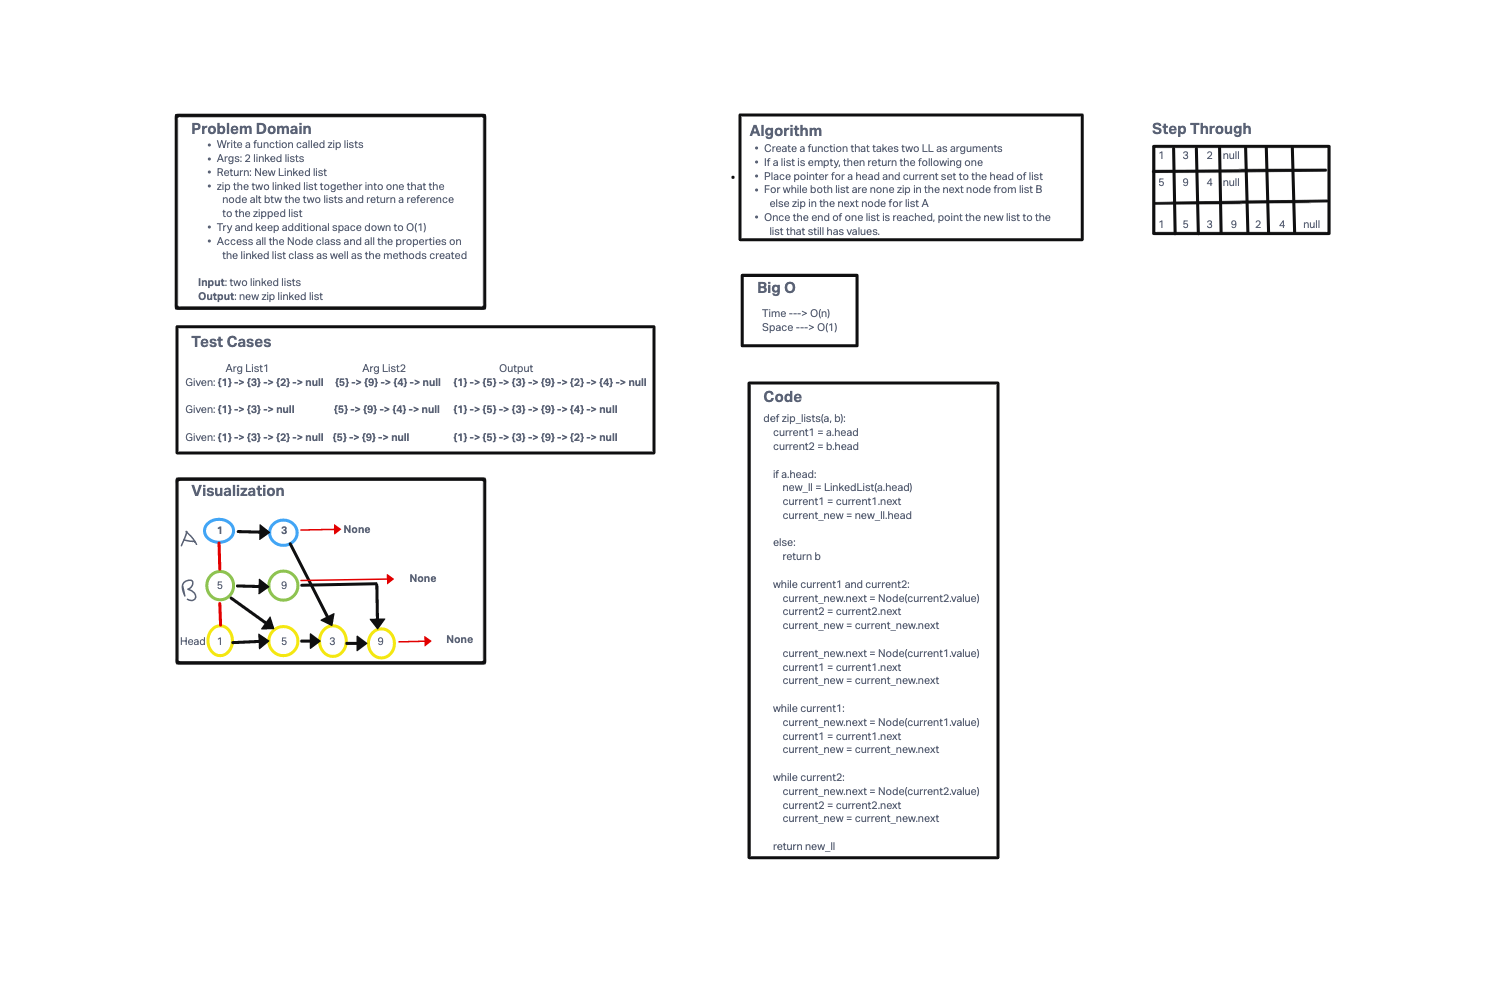 Problem Domain
• Write a function called zip lists
• Args: 2 linked lists
• Return: New Linked list
• zip the two linked list together into one that the
node alt btw the two lists and return a reference
to the zipped list
• Try and keep additional space down to O(1)
• Access all the Node class and all the properties on
the linked list class as well as the methods created
Input: two linked lists
Output: new zip linked list
Test Cases
Arg List1 Arg List2 Output
Given: {1} -> {3} -> {2} -> null {5} -> {9} -> {4} -> null {1} -> {5} -> {3} -> {9} -> {2} -> {4} -> null
Given: {1} -> {3} -> null {5} -> {9} -> {4} -> null {1} -> {5} -> {3} -> {9} -> {4} -> null
Given: {1} -> {3} -> {2} -> null {5} -> {9} -> null {1} -> {5} -> {3} -> {9} -> {2} -> null
Visualization
A 1 3 None
B 5 9 None
Head 1 5 3 9 None
Algorithm
• Create a function that takes two LL as arguments
• If a list is empty, then return the following one
• Place pointer for a head and current set to the head of list
• For while both list are none zip in the next node from list B
else zip in the next node for list A
• Once the end of one list is reached, point the new list to the
list that still has values.
Big O
Time ---> O(n)
Space ---> O(1)
Code
def zip_lists(a, b):
current1 = a.head
current2 = b.head
if a.head:
new_ll = LinkedList(a.head)
current1 = current1.next
current_new = new_ll.head
else:
return b
while current1 and current2:
current_new.next = Node(current2.value)
current2 = current2.next
current_new = current_new.next
current_new.next = Node(current1.value)
current1 = current1.next
current_new = current_new.next
while current1:
current_new.next = Node(current1.value)
current1 = current1.next
current_new = current_new.next
while current2:
current_new.next = Node(current2.value)
current2 = current2.next
current_new = current_new.next
return new_ll
Step Through
1 3 2 null
5 9 4 null
1 5 3 9 2 4 null